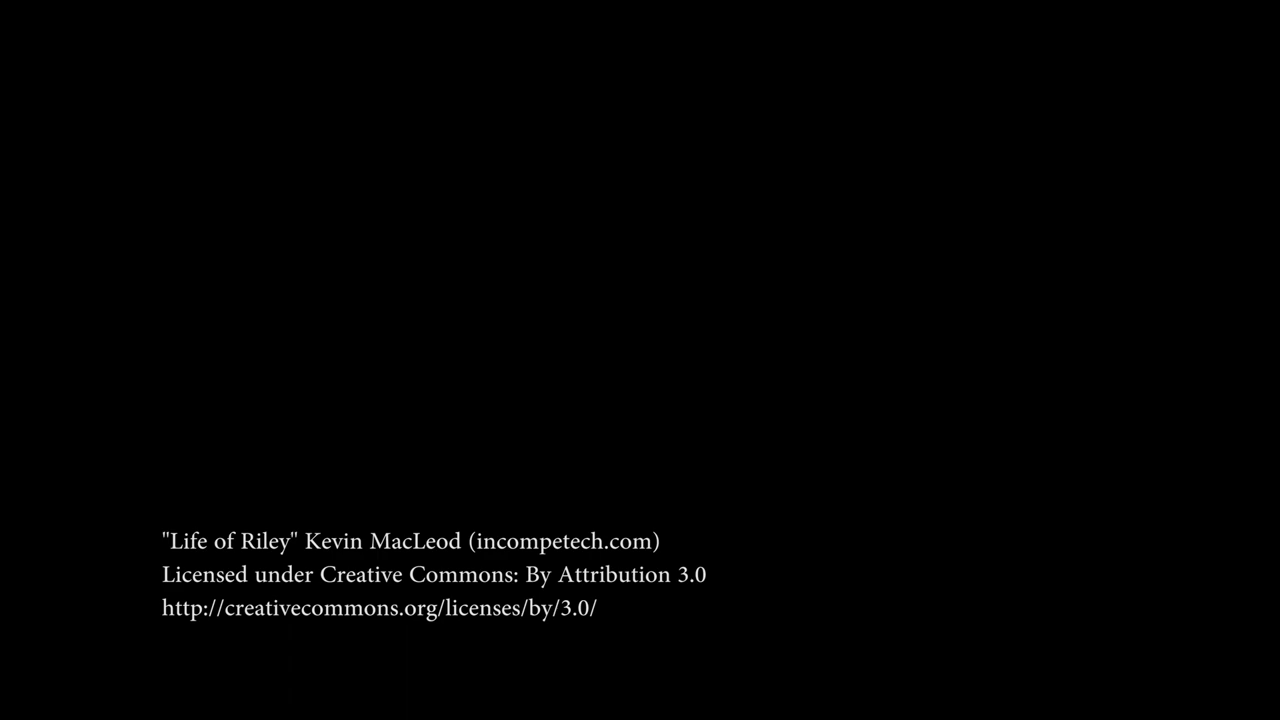 "Life of Riley" Kevin MacLeod (incompetech.com)
Licensed under Creative Commons: By Attribution 3.0
http://creativecommons.org/licenses/by/3.0/